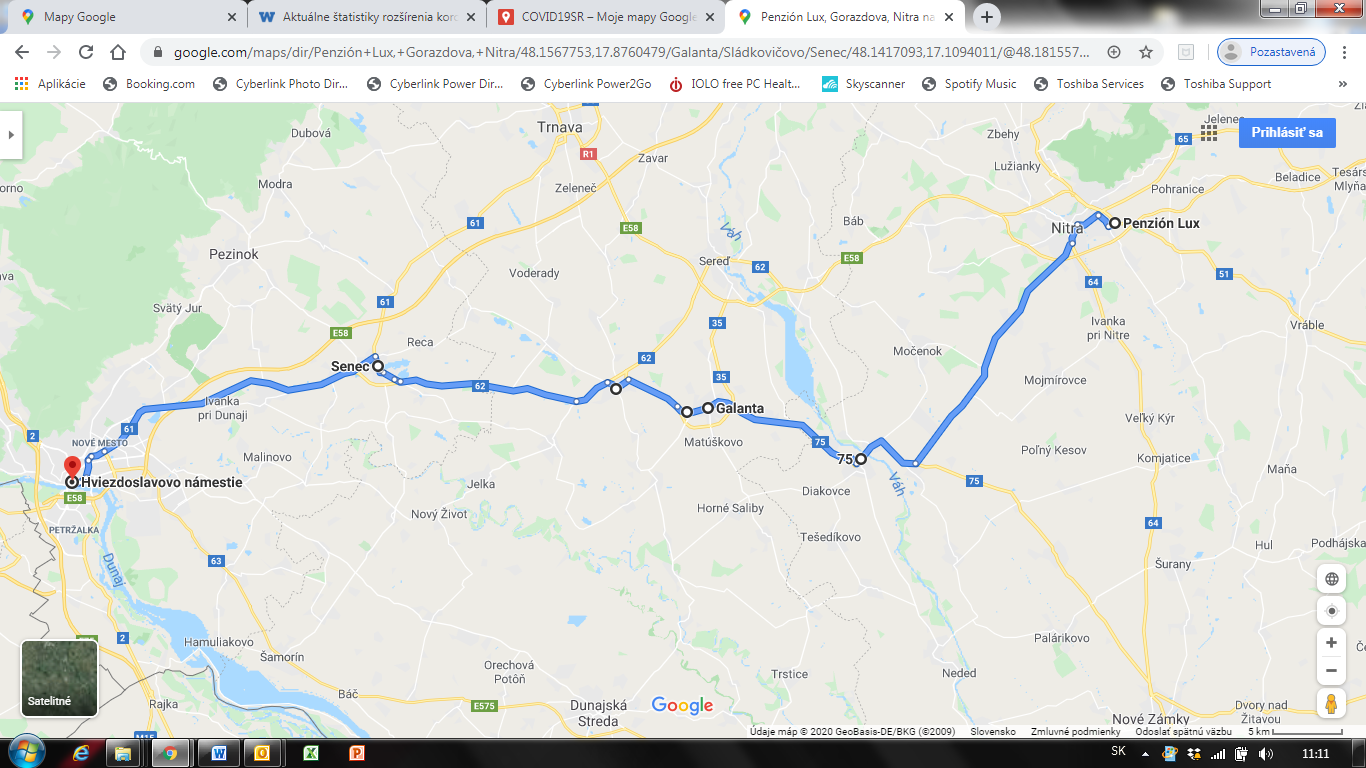 Mapy Google
Aktuálne štatistiky rozšírenia koro
COVID19SR – Moje mapy Google
Penzión Lux, Gorazdova, Nitra na
google.com/maps/dir/Penzión+Lux,+Gorazdova,+Nitra/48.1567753,17.8760479/Galanta/Sládkovičovo/Senec/48.1417093,17.1094011/@48.181557...
Pozastavená
Aplikácie
Booking.com
Cyberlink Photo Dir...
Cyberlink Power Dir...
Cyberlink Power2Go
IOLO free PC Healt...
Skyscanner
Spotify Music
Toshiba Services
Toshiba Support
»
Dubová
Trnava
Zbehy
Jelenec
Prihlásiť sa
65
R1
Zavar
Lužianky
Modra
Zeleneč
Beladice
Tesárs
Mlyňa
Pohranice
orno
61
Báb
Penzión Lux
E58
Váh
Nitra
Pezinok
Sereď
E58
62
Voderady
51
64
Svätý Jur
61
35
Ivanka
pri Nitre
Vráble
E58
Reca
62
Močenok
Senec
35
Mojmírovce
62
Ivanka
pri Dunaji
Galanta
Veľký Kýr
61
2
NOVÉ MESTO
Matúškovo
75
Poľný Kesov
Komjatice
Malinovo
75
Maňa
Hviezdoslavovo námestie
Jelka
Váh
75
E58
Diakovce
Nový Život
Horné Saliby
PETRŽALKA
64
Tešedíkovo
Hul
Podhájska
Dunaj
63
Šurany
2
Hamuliakovo
Palárikovo
Šamorín
Orechová
Potôň
Trstice
Neded
Satelitné
Báč
Rajka
E575
Dunajská
Streda
Google
Nové Zámky
Dvory nad
Žitavou
M15
Údaje máp © 2020 GeoBasis-DE/BKG (©2009)
Slovensko
Zmluvné podmienky
Odoslať spätnú väzbu
5 km
SK
11:11